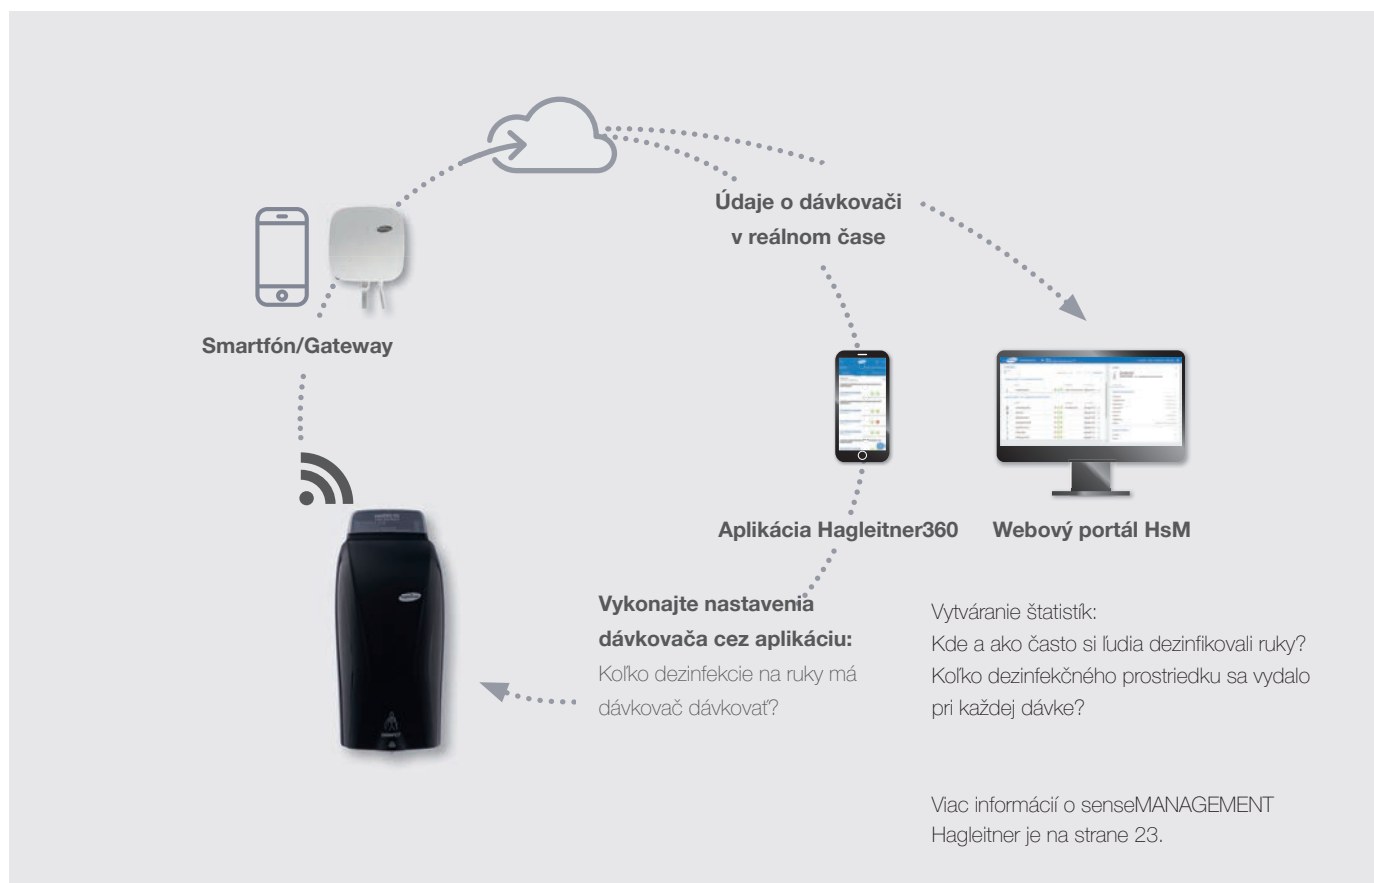 Údaje o dávkovači
v reálnom čase
Smartfón/Gateway
Aplikácia Hagleitner360
Webový portál HsM
Vykonajte nastavenia
dávkovača cez aplikáciu:
Koľko dezinfekcie na ruky má
dávkovač dávkovať?
Vytváranie štatistík:
Kde a ako často si ľudia dezinfikovali ruky?
Koľko dezinfekčného prostriedku sa vydalo
pri každej dávke?
Viac informácií o senseMANAGEMENT
Hagleitner je na strane 23.